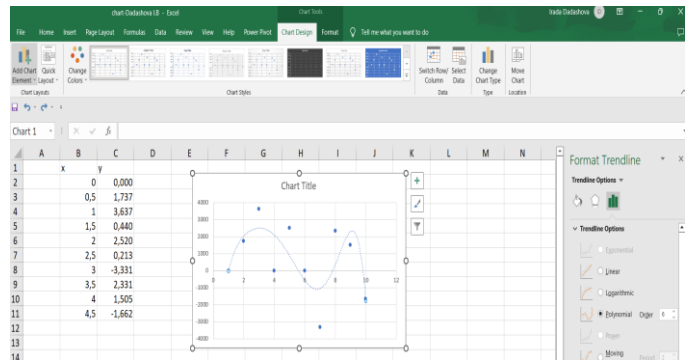 chart-Dadashova I.B - Excel Chart Tools Irada Dadashova
File Home Insert Page Layout Formulas Data Review View Help Power Pivot Chart Design Format Tell me what you want to do
Add Chart Element Quick Layout Change Colors Switch Row/ Column Select Data Change Chart Type Move Chart
Chart Layouts Chart Styles Data Type Location
Chart 1 fx
A B C D E F G H I J K L M N
1 x y
2 0 0,000
3 0,5 1,737
4 1 3,637
5 1,5 0,440
6 2 2,520
7 2,5 0,213
8 3 -3,331
9 3,5 2,331
10 4 1,505
11 4,5 -1,662
12
13
14
Chart Title
4000
3000
2000
1000
0
-1000
-2000
-3000
-4000
0 2 4 6 8 10 12
Format Trendline
Trendline Options
Trendline Options
Exponential
Linear
Logarithmic
Polynomial Order 6
Power
Moving Period